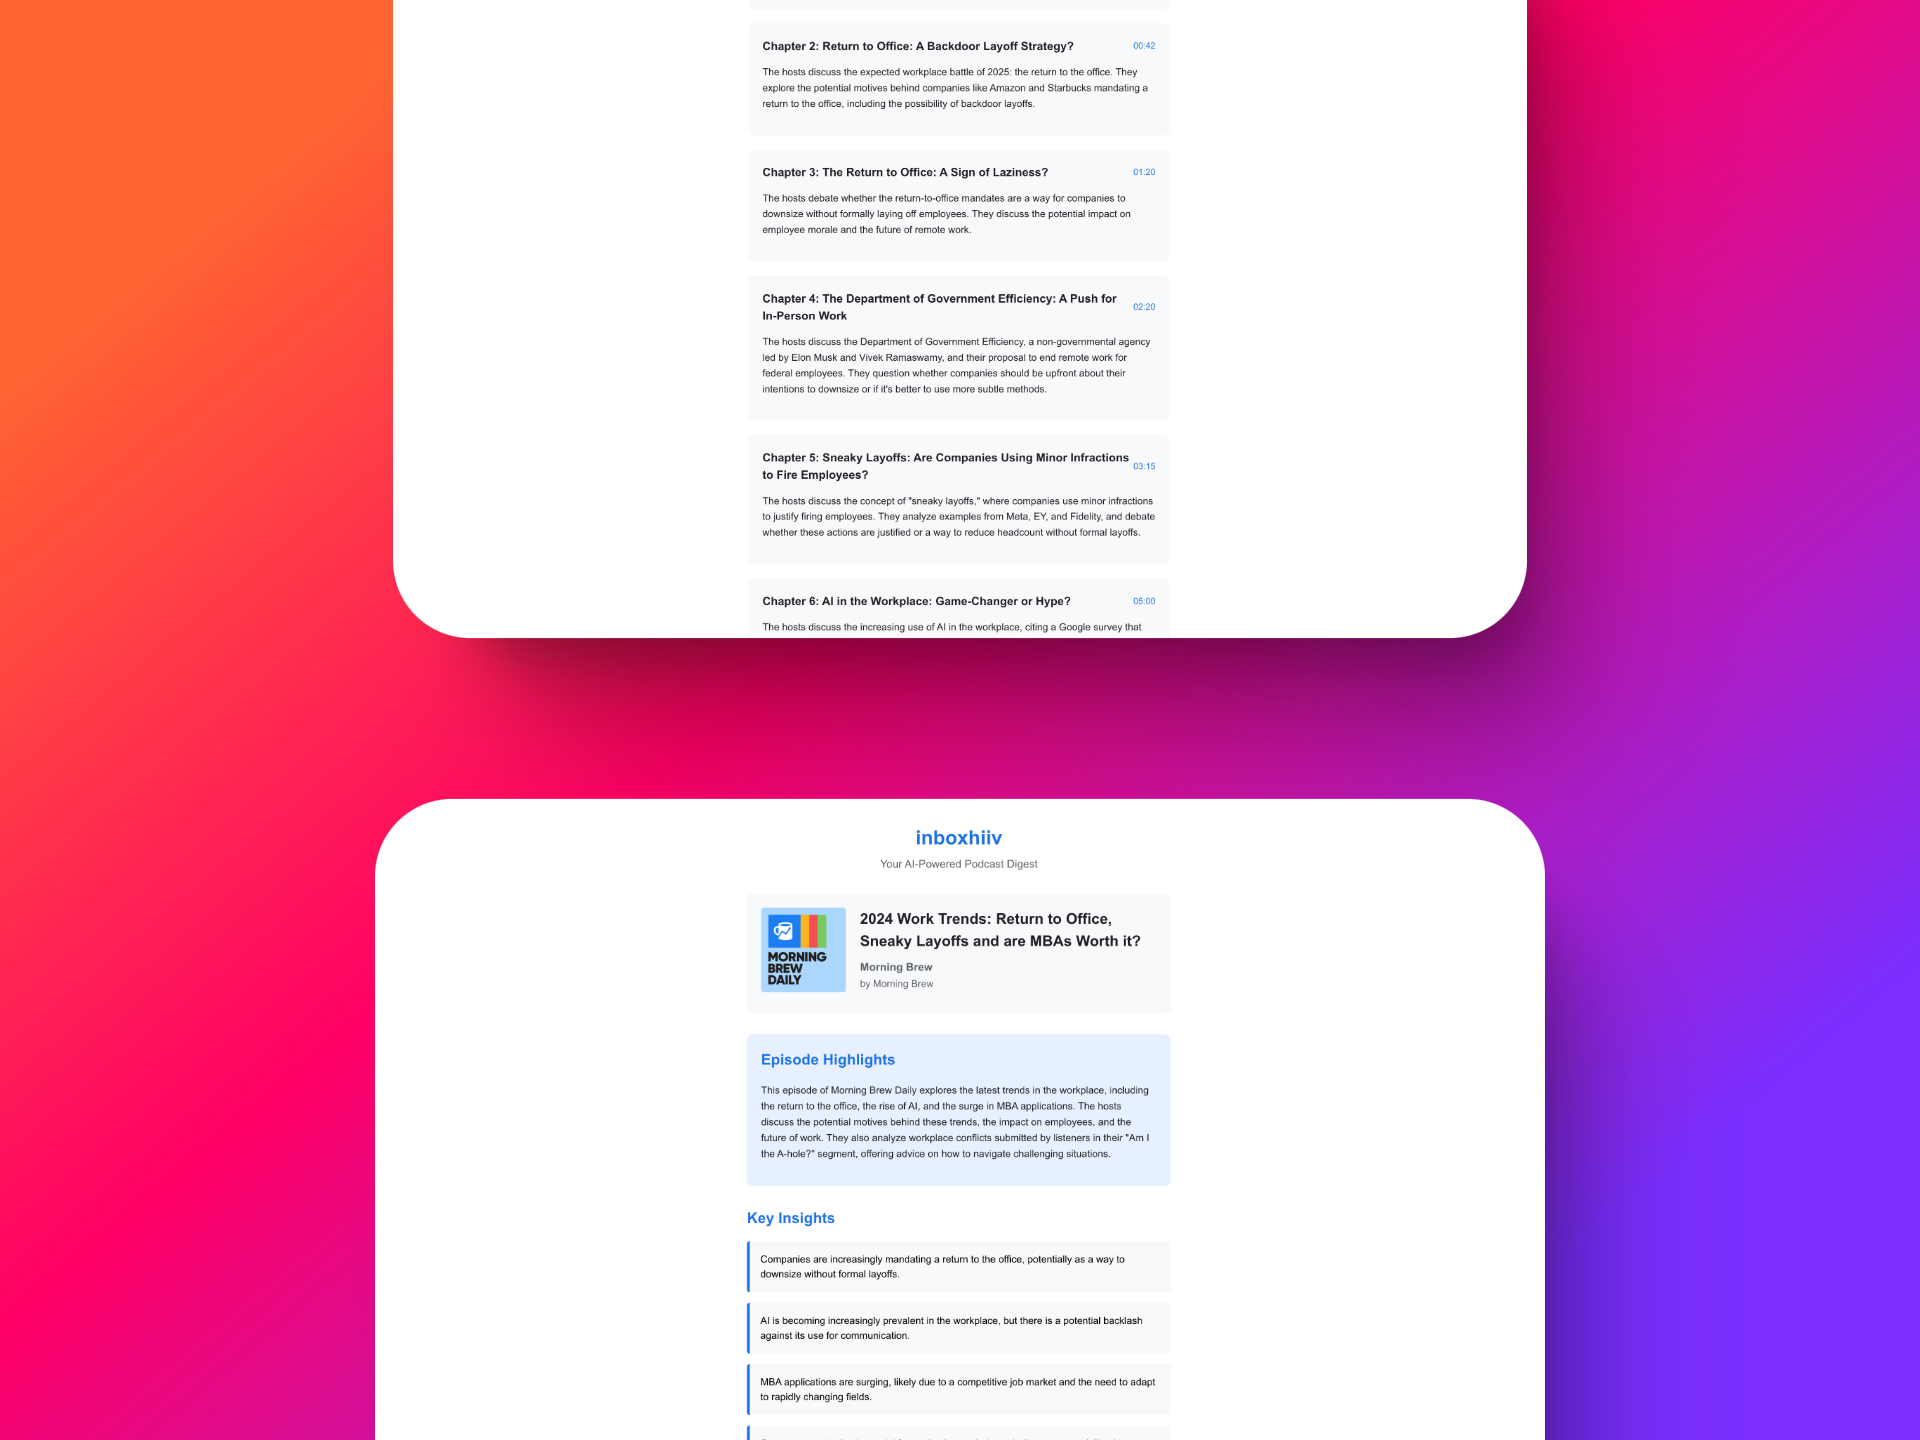 Chapter 2: Return to Office: A Backdoor Layoff Strategy? 00:42
The hosts discuss the expected workplace battle of 2025: the return to the office. They
explore the potential motives behind companies like Amazon and Starbucks mandating a
return to the office, including the possibility of backdoor layoffs.
Chapter 3: The Return to Office: A Sign of Laziness? 01:20
The hosts debate whether the return-to-office mandates are a way for companies to
downsize without formally laying off employees. They discuss the potential impact on
employee morale and the future of remote work.
Chapter 4: The Department of Government Efficiency: A Push for
In-Person Work
02:20
The hosts discuss the Department of Government Efficiency, a non-governmental agency
led by Elon Musk and Vivek Ramaswamy, and their proposal to end remote work for
federal employees. They question whether companies should be upfront about their
intentions to downsize or if it's better to use more subtle methods.
Chapter 5: Sneaky Layoffs: Are Companies Using Minor Infractions
to Fire Employees?
03:15
The hosts discuss the concept of "sneaky layoffs," where companies use minor infractions
to justify firing employees. They analyze examples from Meta, EY, and Fidelity, and debate
whether these actions are justified or a way to reduce headcount without formal layoffs.
Chapter 6: AI in the Workplace: Game-Changer or Hype? 05:00
The hosts discuss the increasing use of AI in the workplace, citing a Google survey that
inboxhiiv
Your AI-Powered Podcast Digest
MORNING
BREW
DAILY
2024 Work Trends: Return to Office,
Sneaky Layoffs and are MBAs Worth it?
Morning Brew
by Morning Brew
Episode Highlights
This episode of Morning Brew Daily explores the latest trends in the workplace, including
the return to the office, the rise of AI, and the surge in MBA applications. The hosts
discuss the potential motives behind these trends, the impact on employees, and the
future of work. They also analyze workplace conflicts submitted by listeners in their "Am I
the A-hole?" segment, offering advice on how to navigate challenging situations.
Key Insights
Companies are increasingly mandating a return to the office, potentially as a way to
downsize without formal layoffs.
AI is becoming increasingly prevalent in the workplace, but there is a potential backlash
against its use for communication.
MBA applications are surging, likely due to a competitive job market and the need to adapt
to rapidly changing fields.